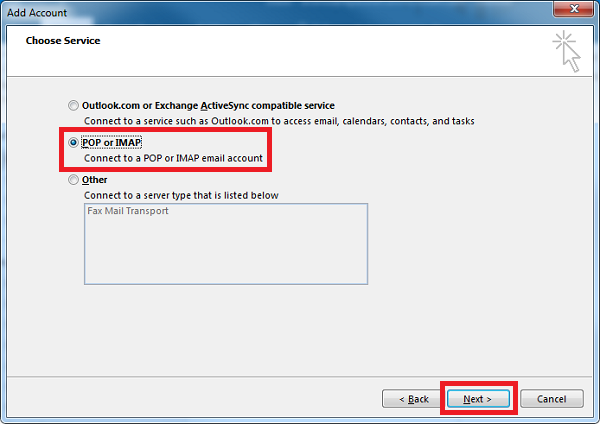 Add Account
Choose Service
Outlook.com or Exchange ActiveSync compatible service
Connect to a service such as Outlook.com to access email, calendars, contacts, and tasks
POP or IMAP
Connect to a POP or IMAP email account
Other
Connect to a server type that is listed below
Fax Mail Transport
< Back
Next >
Cancel